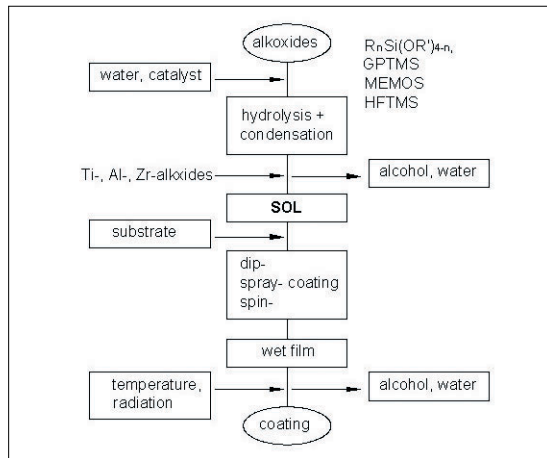 alkoxides
RnSi(OR')4-n,
GPTMS
MEMOS
HFTMS
water, catalyst
hydrolysis +
condensation
Ti-, Al-, Zr-alkxides
alcohol, water
SOL
substrate
dip-
spray- coating
spin-
wet film
temperature,
radiation
alcohol, water
coating